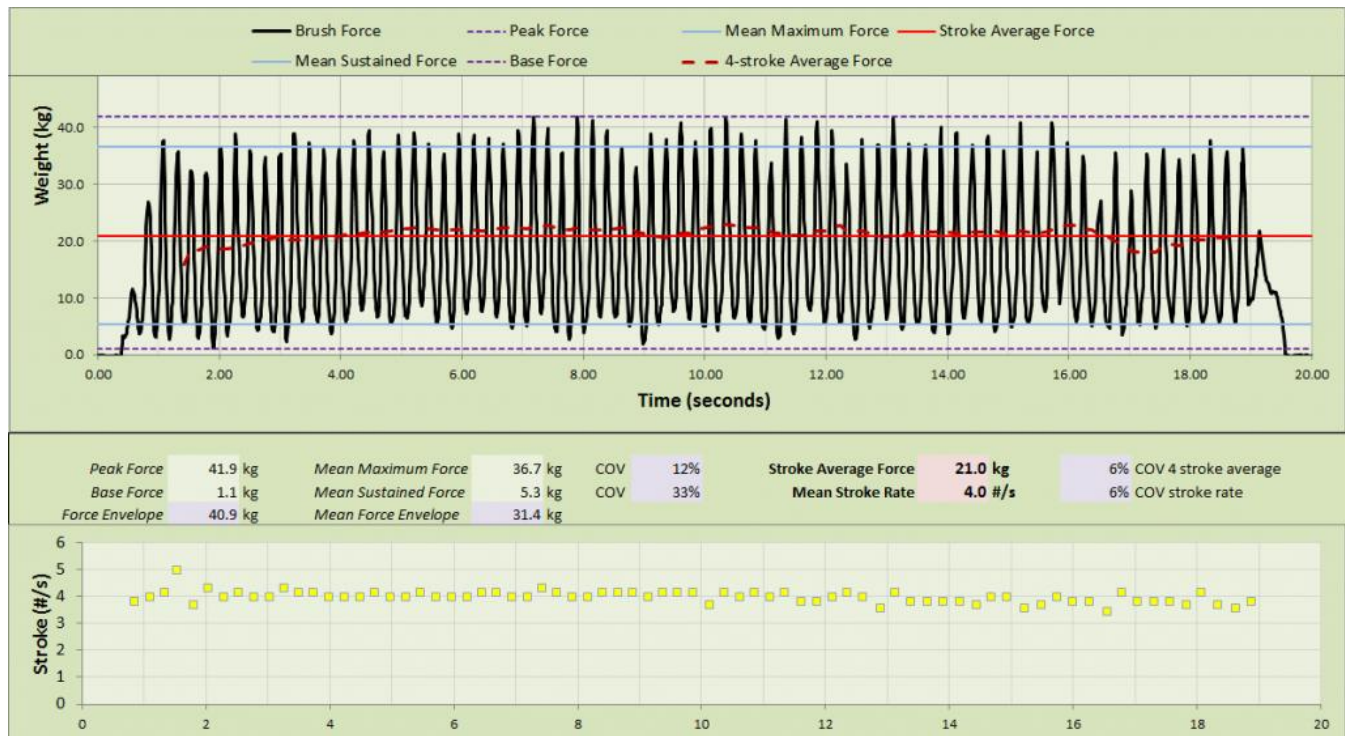 Brush Force Peak Force Mean Maximum Force Stroke Average Force
Mean Sustained Force Base Force 4-stroke Average Force
Weight (kg)
40.0
30.0
20.0
10.0
0.0
0.00 2.00 4.00 6.00 8.00 10.00 12.00 14.00 16.00 18.00 20.00
Time (seconds)
Peak Force 41.9 kg Mean Maximum Force 36.7 kg COV 12% Stroke Average Force 21.0 kg 6% COV 4 stroke average
Base Force 1.1 kg Mean Sustained Force 5.3 kg COV 33% Mean Stroke Rate 4.0 #/s 6% COV stroke rate
Force Envelope 40.9 kg Mean Force Envelope 31.4 kg
Stroke (#/s)
6
5
4
3
2
1
0
0 2 4 6 8 10 12 14 16 18 20